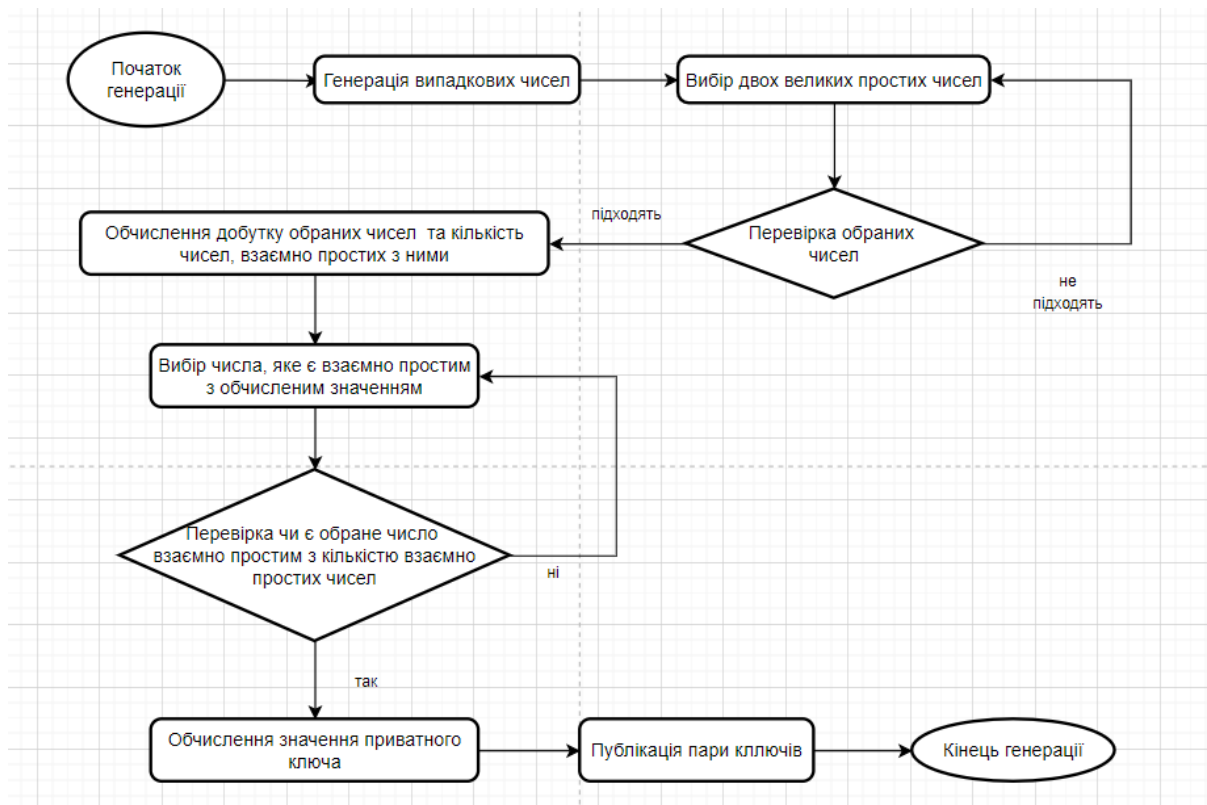 Початок
генерації
Генерація випадкових чисел
Вибір двох великих простих чисел
Перевірка обраних
чисел
підходять
не
підходять
Обчислення добутку обраних чисел та кількість
чисел, взаємно простих з ними
Вибір числа, яке є взаємно простим
з обчисленим значенням
Перевірка чи є обране число
взаємно простим з кількістю взаємно
простих чисел
ні
так
Обчислення значення приватного
ключа
Публікація пари кллючів
Кінець генерації